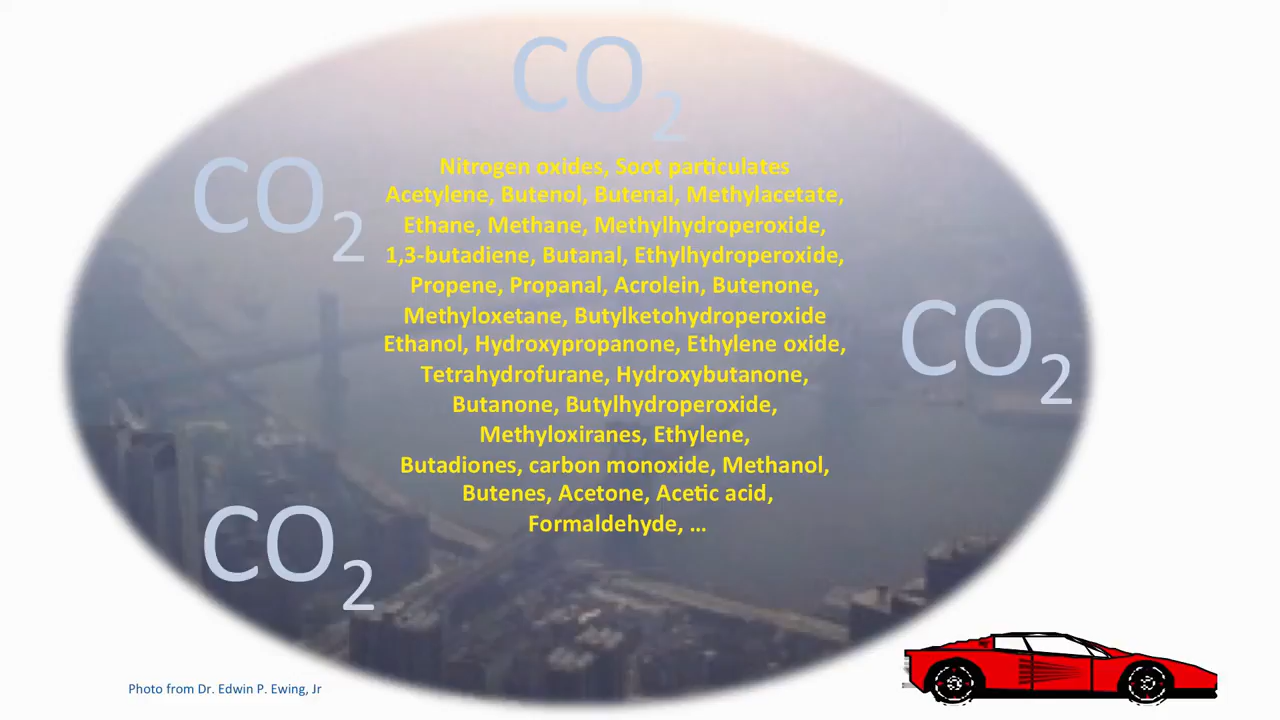 CO2
CO2
Nitrogen oxides, Soot particulates
Acetylene, Butenol, Butenal, Methylacetate,
Ethane, Methane, Methylhydroperoxide,
1,3-butadiene, Butanal, Ethylhydroperoxide,
Propene, Propanal, Acrolein, Butenone,
Methyloxetane, Butylketohydroperoxide
Ethanol, Hydroxypropanone, Ethylene oxide,
Tetrahydrofurane, Hydroxybutanone,
Butanone, Butylhydroperoxide,
Methyloxiranes, Ethylene,
Butadiones, carbon monoxide, Methanol,
Butenes, Acetone, Acetic acid,
Formaldehyde, ...
CO2
CO2
Photo from Dr. Edwin P. Ewing, Jr